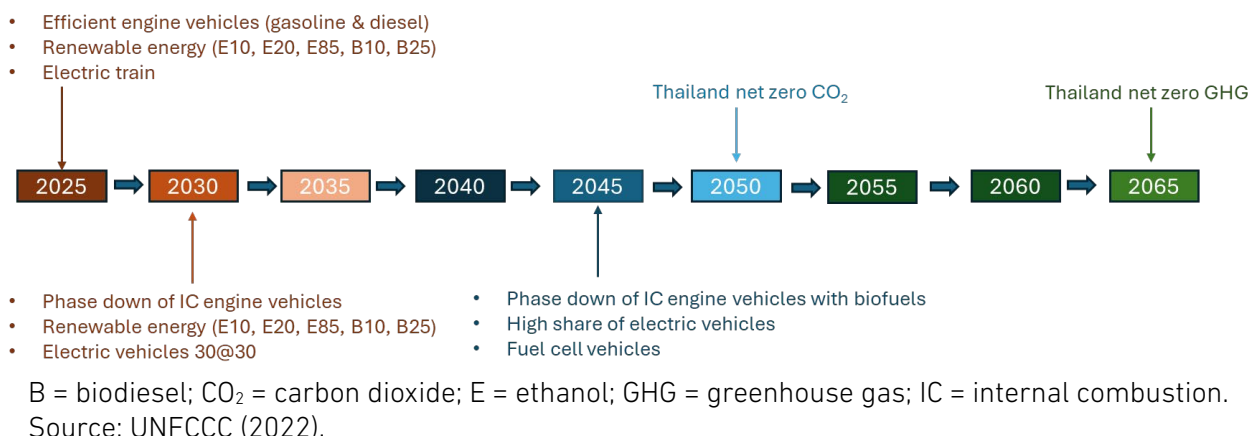 • Efficient engine vehicles (gasoline & diesel)
• Renewable energy (E10, E20, E85, B10, B25)
• Electric train
Thailand net zero CO₂
Thailand net zero GHG
2025
2030
2035
2040
2045
2050
2055
2060
2065
• Phase down of IC engine vehicles
• Renewable energy (E10, E20, E85, B10, B25)
• Electric vehicles 30@30
• Phase down of IC engine vehicles with biofuels
• High share of electric vehicles
• Fuel cell vehicles
B = biodiesel; CO₂ = carbon dioxide; E = ethanol; GHG = greenhouse gas; IC = internal combustion.
Source: UNFCCC (2022).